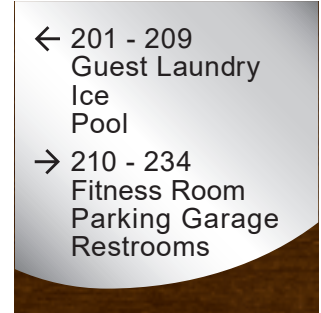 ← 201 - 209
Guest Laundry
Ice
Pool
→ 210 - 234
Fitness Room
Parking Garage
Restrooms